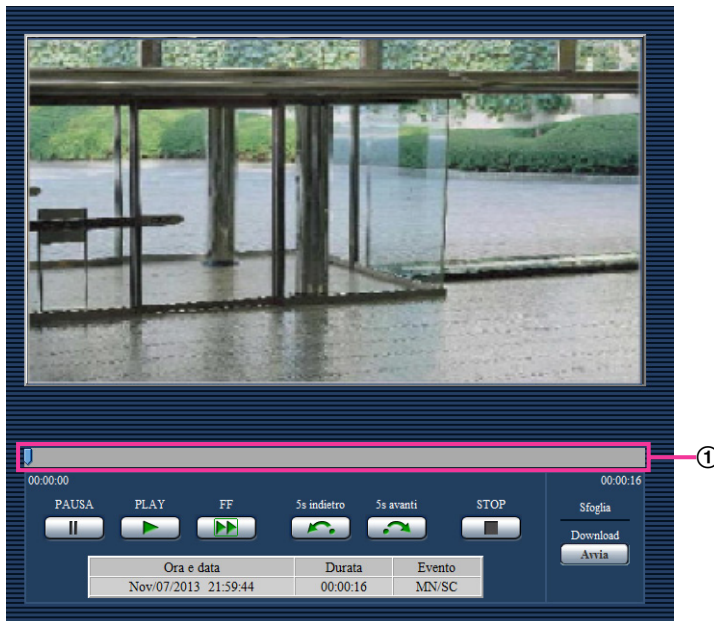 ①
00:00:00 00:00:16
PAUSA PLAY FF 5s indietro 5s avanti STOP
Sfoglia
Download
Avvia
Ora e data Durata Evento
Nov/07/2013 21:59:44 00:00:16 MN/SC